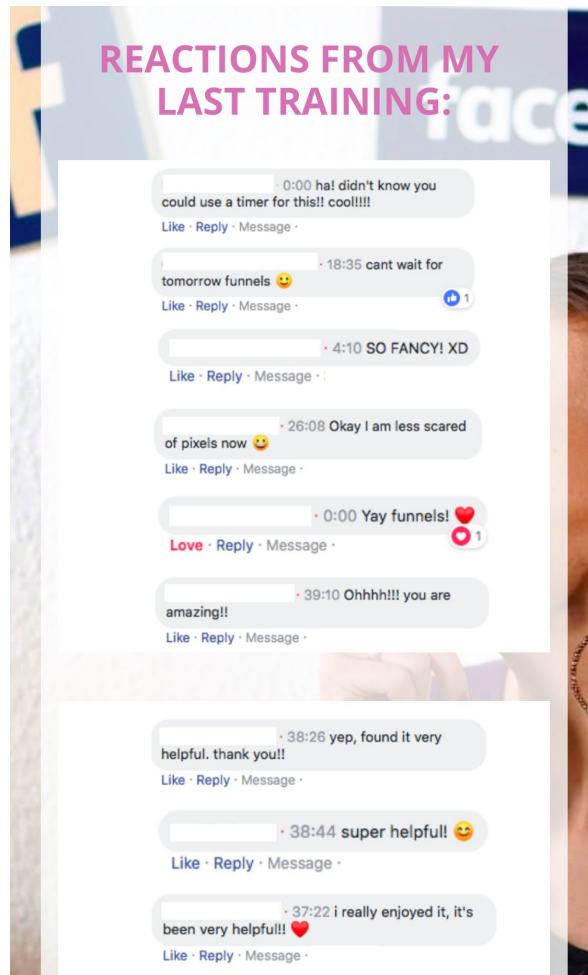 REACTIONS FROM MY
LAST TRAINING:
face
· 0:00 ha! didn't know you
could use a timer for this!! cool!!!!
Like · Reply · Message ·
· 18:35 cant wait for
tomorrow funnels 😀
1
Like · Reply · Message ·
· 4:10 SO FANCY! XD
Like · Reply · Message ·
· 26:08 Okay I am less scared
of pixels now 😀
Like · Reply · Message ·
· 0:00 Yay funnels! ❤️
1
Love · Reply · Message ·
· 39:10 Ohhhh!!! you are
amazing!!
Like · Reply · Message ·
· 38:26 yep, found it very
helpful. thank you!!
Like · Reply · Message ·
· 38:44 super helpful! 😊
Like · Reply · Message ·
· 37:22 i really enjoyed it, it's
been very helpful!! ❤️
Like · Reply · Message ·